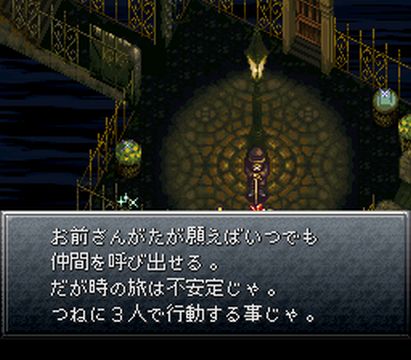 お前さんがたが願えばいつでも
仲間を呼び出せる。
だが時の旅は不安定じゃ。
つねに3人で行動する事じゃ。